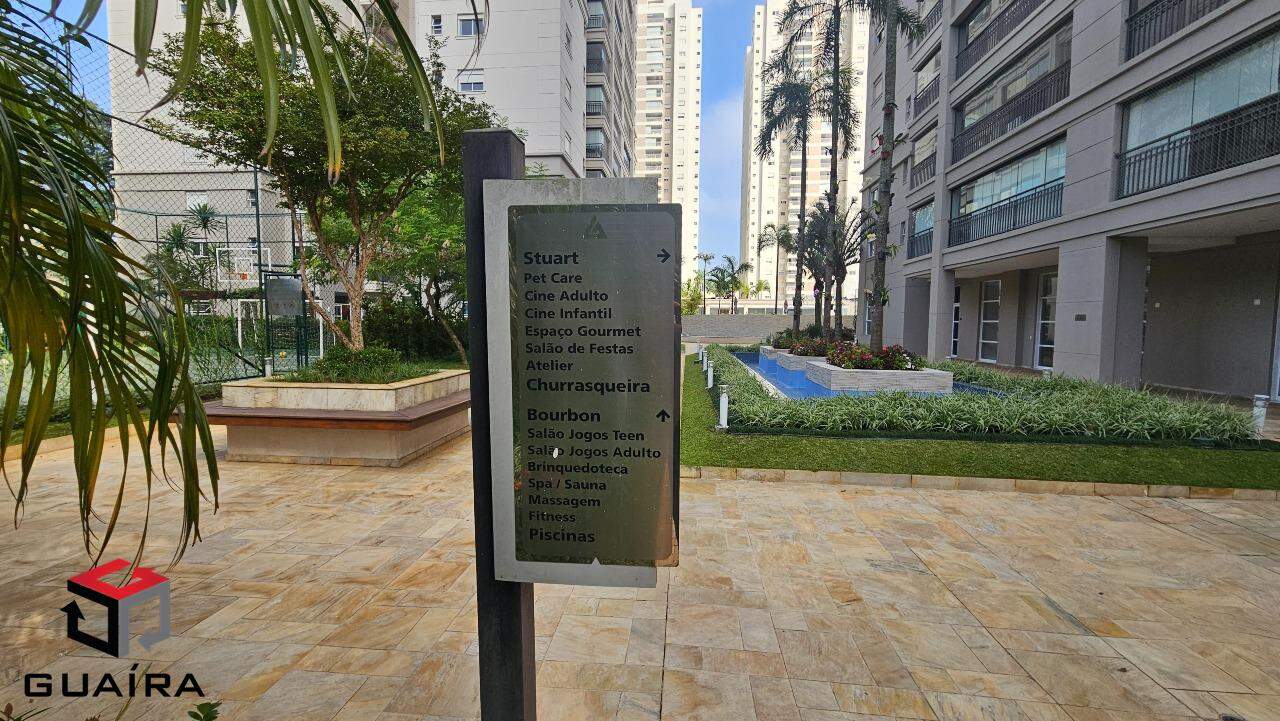 Stuart →
Pet Care
Cine Adulto
Cine Infantil
Espaço Gourmet
Salão de Festas
Atelier
Churrasqueira
Bourbon ↑
Salão Jogos Teen
Salão Jogos Adulto
Brinquedoteca
Spa / Sauna
Massagem
Fitness
Piscinas
GUAÍRA